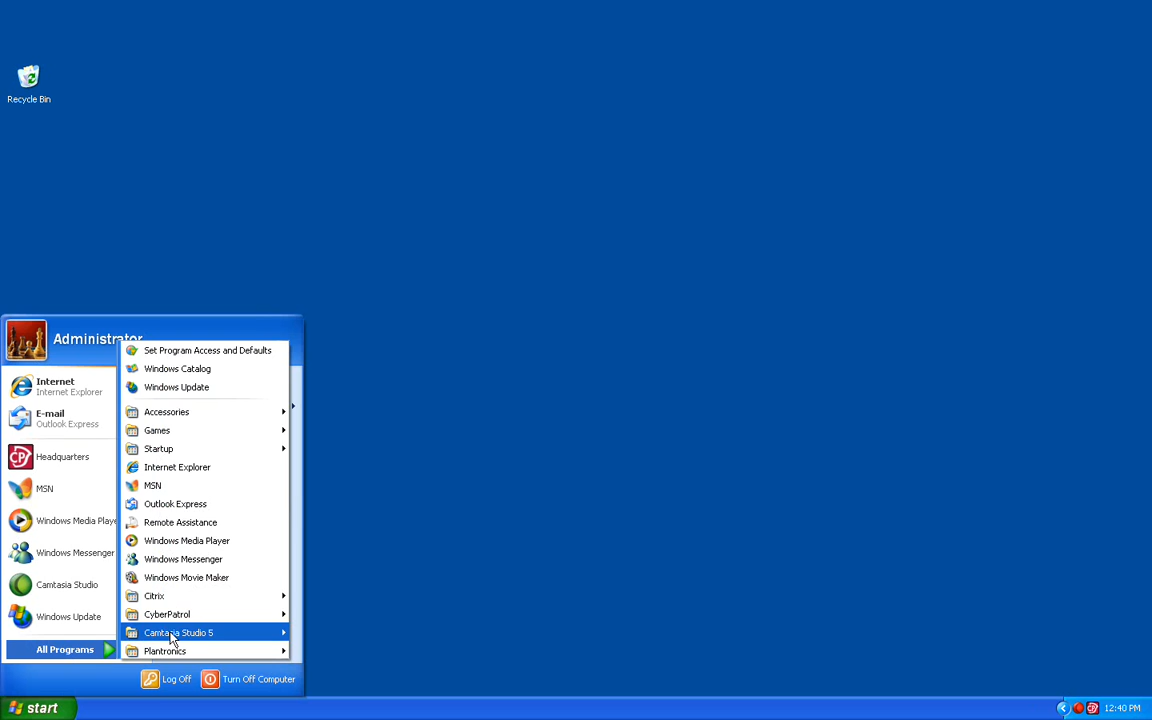 Recycle Bin
Administrator
Internet
Internet Explorer
E-mail
Outlook Express
Headquarters
MSN
Windows Media Playe
Windows Messenger
Camtasia Studio
Windows Update
All Programs
Set Program Access and Defaults
Windows Catalog
Windows Update
Accessories
Games
Startup
Internet Explorer
MSN
Outlook Express
Remote Assistance
Windows Media Player
Windows Messenger
Windows Movie Maker
Citrix
CyberPatrol
Camtasia Studio 5
Plantronics
Log Off
Turn Off Computer
start
12:40 PM